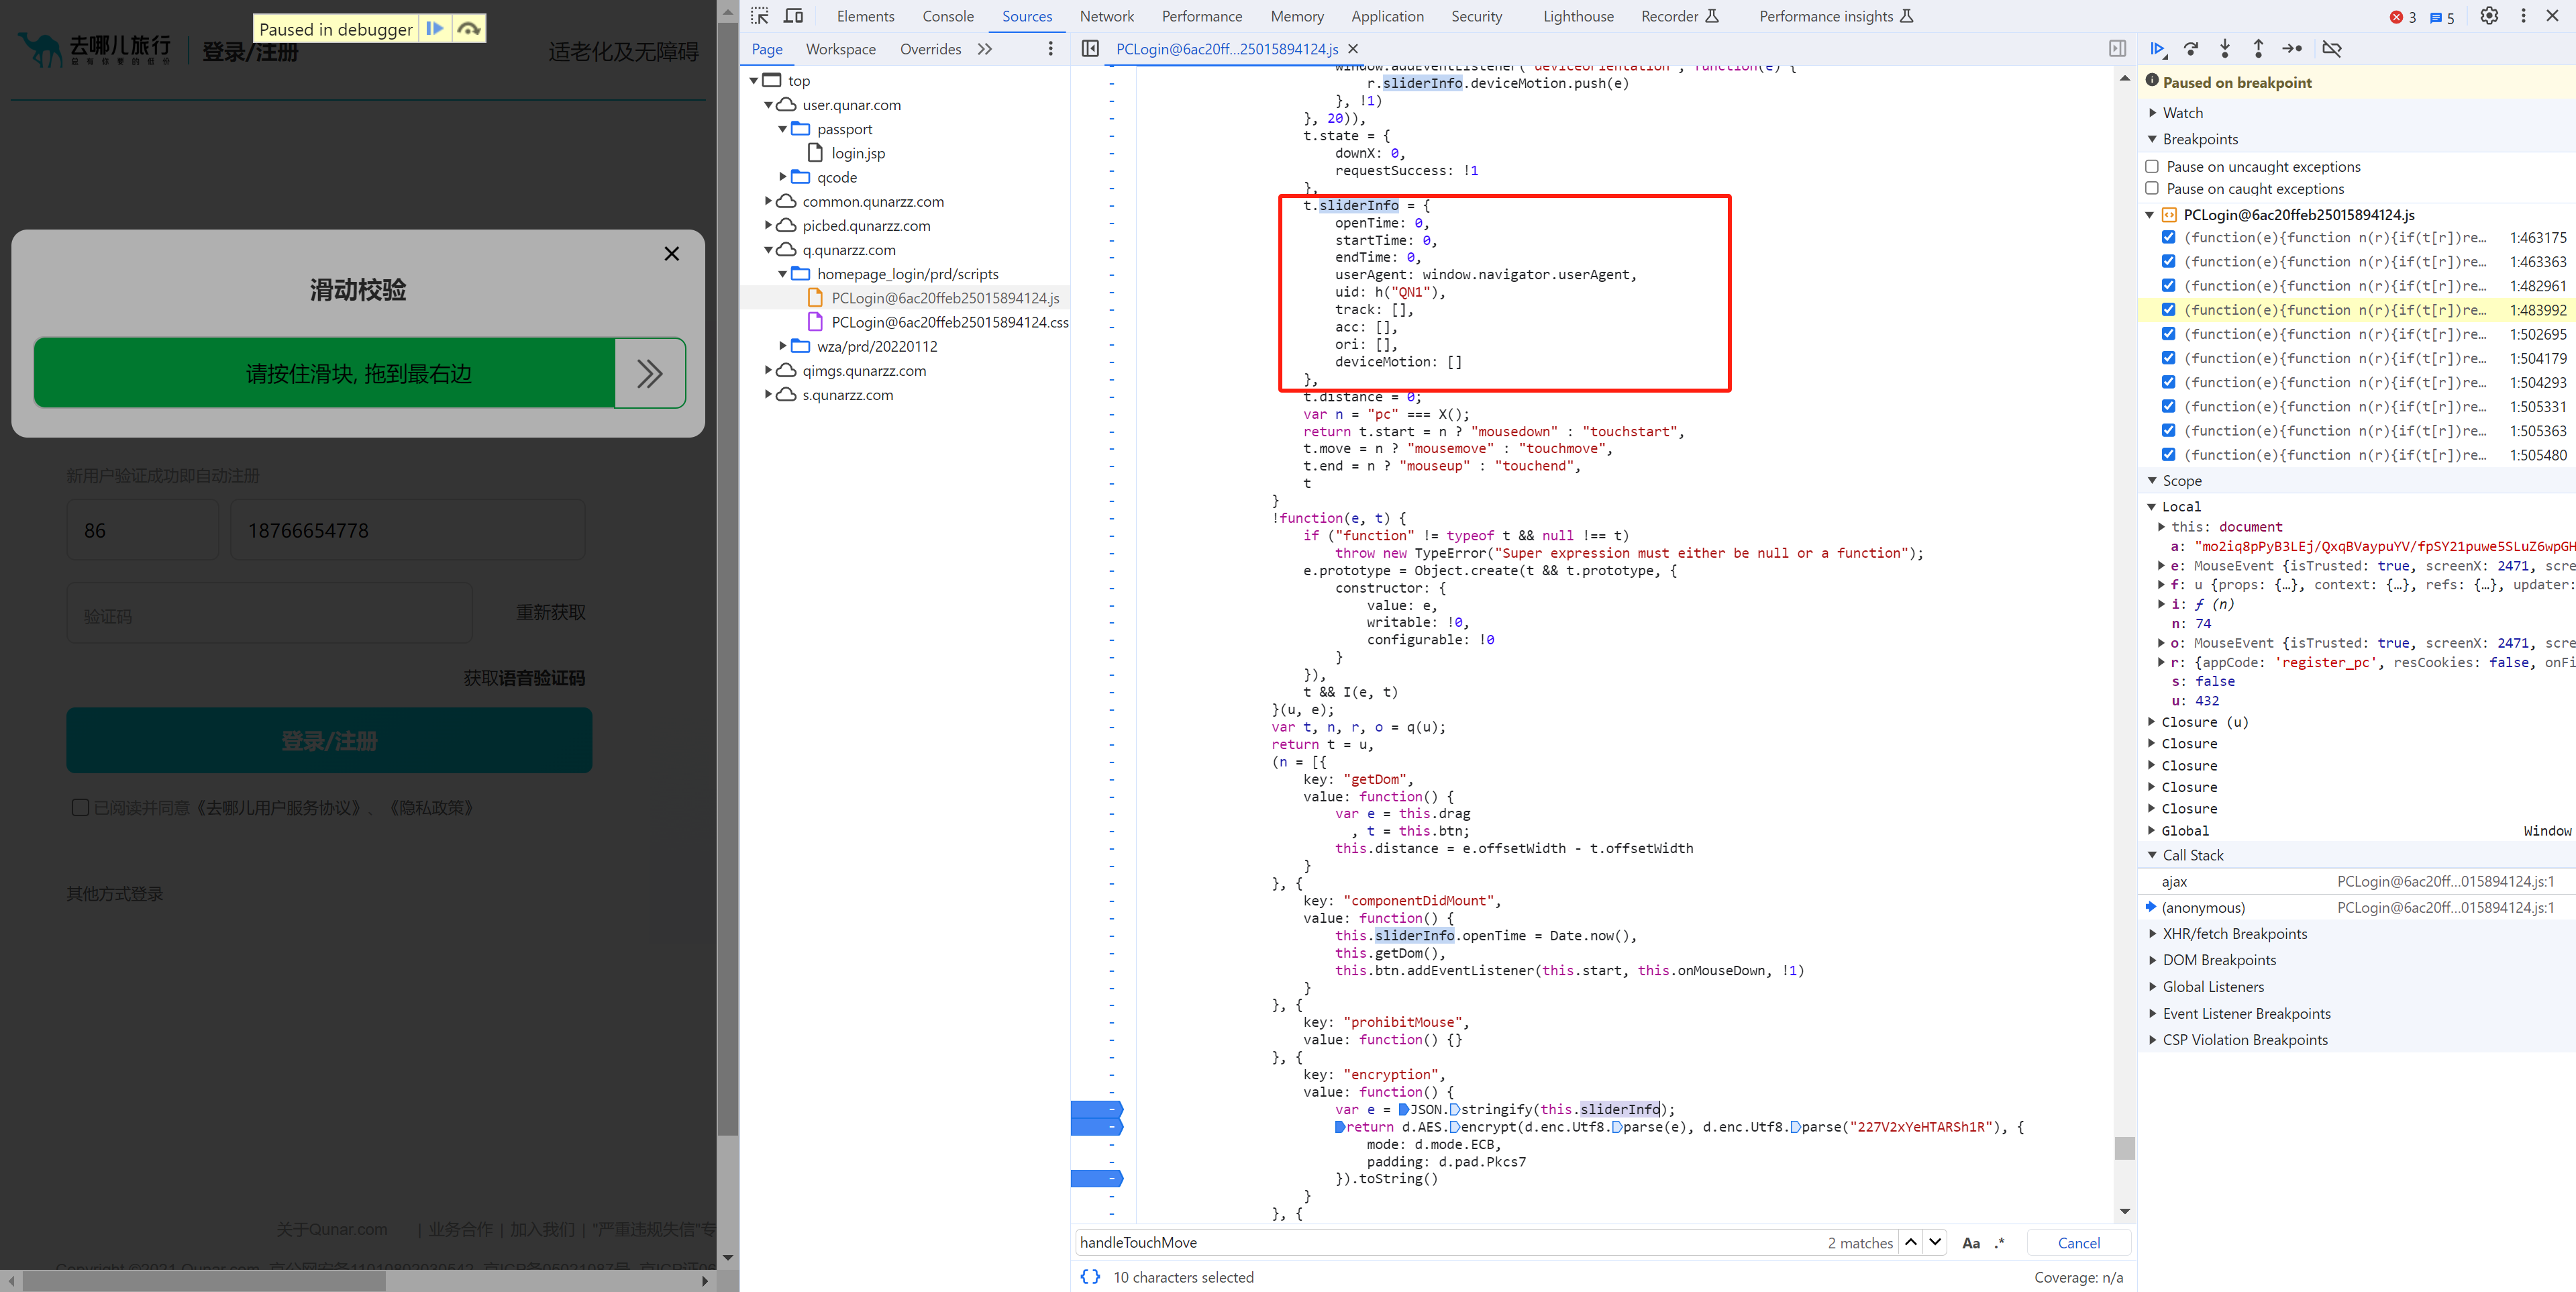 Paused in debugger
去哪儿旅行
总有你要的低价
登录/注册
适老化及无障碍
滑动校验
请按住滑块, 拖到最右边
新用户验证成功即自动注册
86
18766654778
验证码
重新获取
获取语音验证码
登录/注册
已阅读并同意《去哪儿用户服务协议》、《隐私政策》
其他方式登录
关于Qunar.com | 业务合作 | 加入我们 | "严重违规失信"专
Elements Console Sources Network Performance Memory Application Security Lighthouse Recorder Performance insights 3 5
Page Workspace Overrides
top
user.qunar.com
passport
login.jsp
qcode
common.qunarzz.com
picbed.qunarzz.com
q.qunarzz.com
homepage_login/prd/scripts
PCLogin@6ac20ffeb25015894124.js
PCLogin@6ac20ffeb25015894124.css
wza/prd/20220112
qimgs.qunarzz.com
s.qunarzz.com
PCLogin@6ac20ff...25015894124.js
window.addEventListener("deviceorientation", function(e) {
r.sliderInfo.deviceMotion.push(e)
}, !1)
}, 20)),
t.state = {
downX: 0,
requestSuccess: !1
},
t.sliderInfo = {
openTime: 0,
startTime: 0,
endTime: 0,
userAgent: window.navigator.userAgent,
uid: h("QN1"),
track: [],
acc: [],
ori: [],
deviceMotion: []
},
t.distance = 0;
var n = "pc" === X();
return t.start = n ? "mousedown" : "touchstart",
t.move = n ? "mousemove" : "touchmove",
t.end = n ? "mouseup" : "touchend",
t
}
!function(e, t) {
if ("function" != typeof t && null !== t)
throw new TypeError("Super expression must either be null or a function");
e.prototype = Object.create(t && t.prototype, {
constructor: {
value: e,
writable: !0,
configurable: !0
}
}),
t && I(e, t)
}(u, e);
var t, n, r, o = q(u);
return t = u,
(n = [{
key: "getDom",
value: function() {
var e = this.drag
, t = this.btn;
this.distance = e.offsetWidth - t.offsetWidth
}
}, {
key: "componentDidMount",
value: function() {
this.sliderInfo.openTime = Date.now(),
this.getDom(),
this.btn.addEventListener(this.start, this.onMouseDown, !1)
}
}, {
key: "prohibitMouse",
value: function() {}
}, {
key: "encryption",
value: function() {
var e = JSON.stringify(this.sliderInfo);
return d.AES.encrypt(d.enc.Utf8.parse(e), d.enc.Utf8.parse("227V2xYeHTARSh1R"), {
mode: d.mode.ECB,
padding: d.pad.Pkcs7
}).toString()
}
}, {
handleTouchMove 2 matches Aa .* Cancel
{} 10 characters selected Coverage: n/a
Paused on breakpoint
Watch
Breakpoints
Pause on uncaught exceptions
Pause on caught exceptions
PCLogin@6ac20ffeb25015894124.js
(function(e){function n(r){if(t[r])re... 1:463175
(function(e){function n(r){if(t[r])re... 1:463363
(function(e){function n(r){if(t[r])re... 1:482961
(function(e){function n(r){if(t[r])re... 1:483992
(function(e){function n(r){if(t[r])re... 1:502695
(function(e){function n(r){if(t[r])re... 1:504179
(function(e){function n(r){if(t[r])re... 1:504293
(function(e){function n(r){if(t[r])re... 1:505331
(function(e){function n(r){if(t[r])re... 1:505363
(function(e){function n(r){if(t[r])re... 1:505480
Scope
Local
this: document
a: "mo2iq8pPyB3LEj/QxqBVaypuYV/fpSY21puwe5SLuZ6wpGH
e: MouseEvent {isTrusted: true, screenX: 2471, scre
f: u {props: {…}, context: {…}, refs: {…}, updater:
i: ƒ (n)
n: 74
o: MouseEvent {isTrusted: true, screenX: 2471, scre
r: {appCode: 'register_pc', resCookies: false, onFi
s: false
u: 432
Closure (u)
Closure
Closure
Closure
Closure
Global Window
Call Stack
ajax PCLogin@6ac20ff...015894124.js:1
(anonymous) PCLogin@6ac20ff...015894124.js:1
XHR/fetch Breakpoints
DOM Breakpoints
Global Listeners
Event Listener Breakpoints
CSP Violation Breakpoints